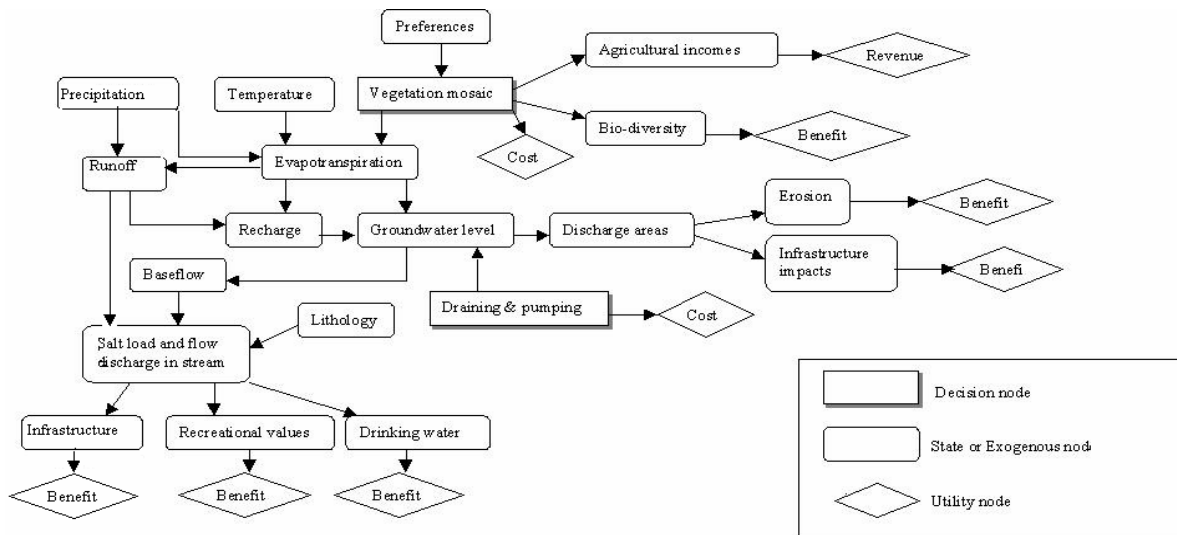 Preferences
Agricultural incomes
Revenue
Precipitation
Temperature
Vegetation mosaic
Bio-diversity
Benefit
Cost
Runoff
Evapotranspiration
Erosion
Benefit
Recharge
Groundwater level
Discharge areas
Infrastructure
impacts
Benefi
Baseflow
Draining & pumping
Cost
Lithology
Salt load and flow
discharge in stream
Infrastructure
Recreational values
Drinking water
Benefit
Benefit
Benefit
Decision node
State or Exogenous node
Utility node